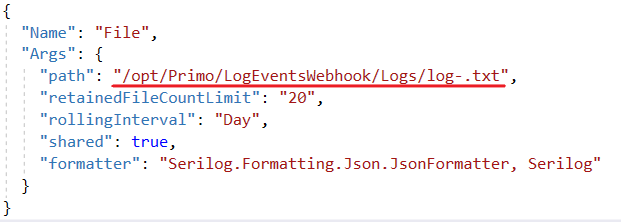 {
"Name": "File",
"Args": {
"path": "/opt/Primo/LogEventsWebhook/Logs/log-.txt",
"retainedFileCountLimit": "20",
"rollingInterval": "Day",
"shared": true,
"formatter": "Serilog.Formatting.Json.JsonFormatter, Serilog"
}
}